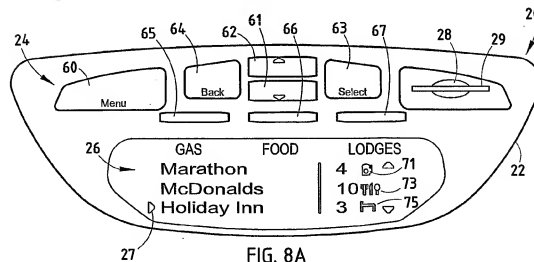 65 64 62 61 63 67 28 29 2
24
60 Menu Back Select
66
22
26 GAS FOOD LODGES
Marathon 4 71
McDonalds 10 73
Holiday Inn 3 75
27
FIG. 8A